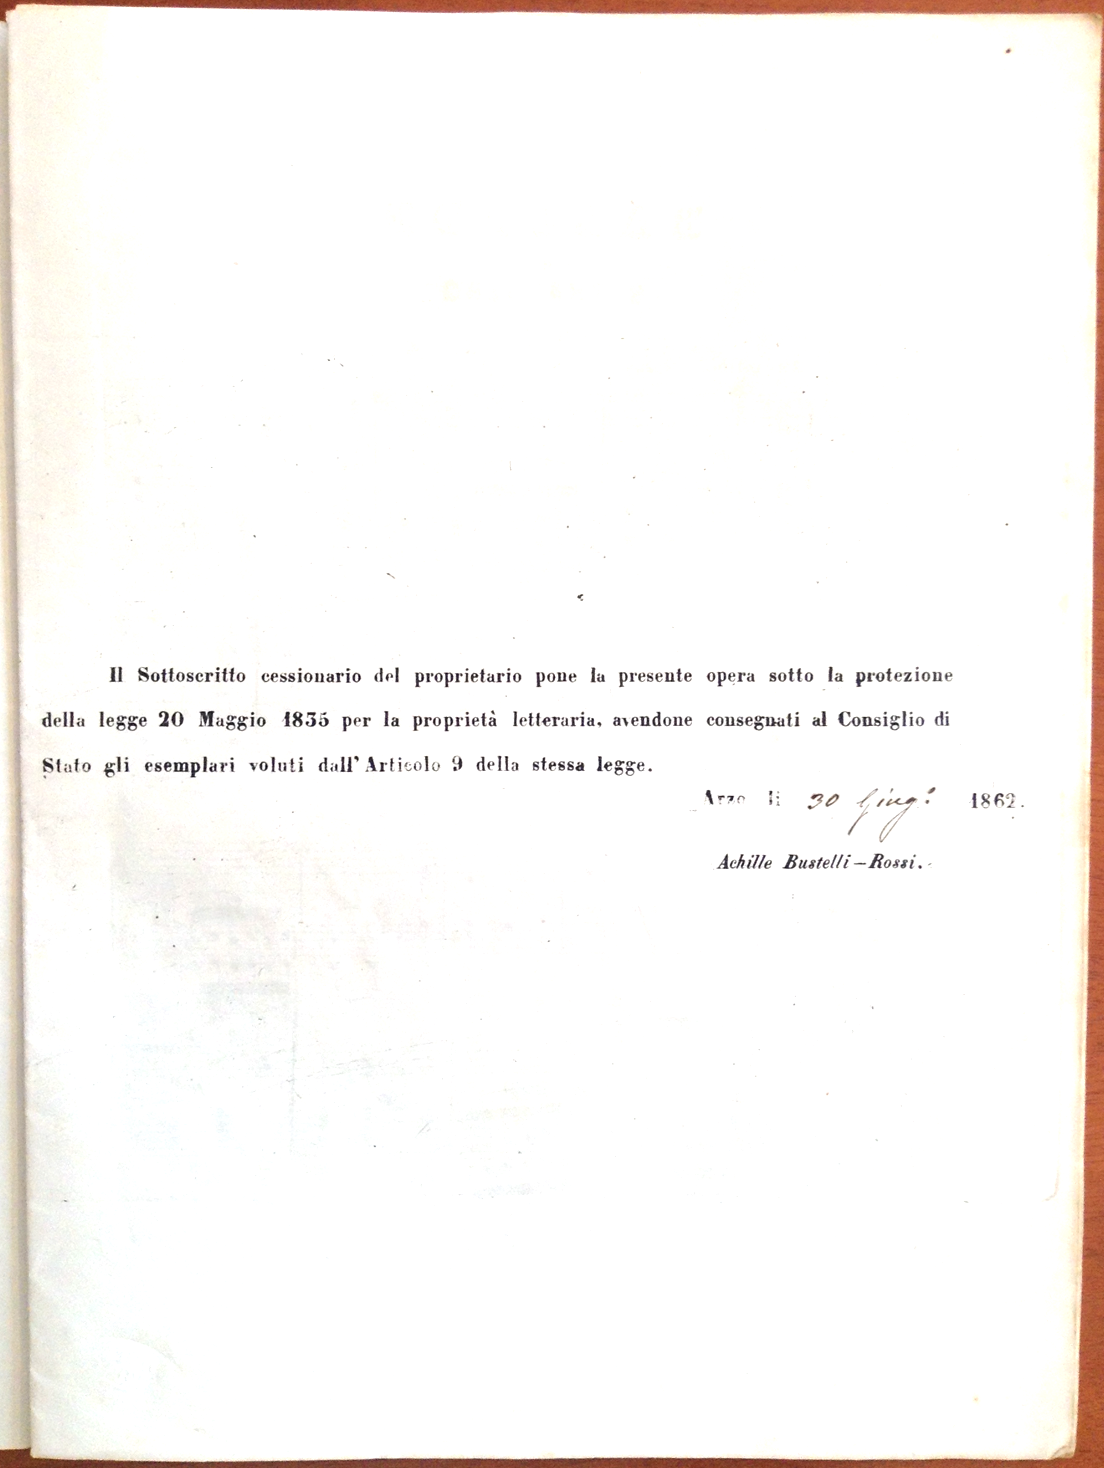 Il Sottoscritto cessionario del proprietario pone la presente opera sotto la protezione
della legge 20 Maggio 1835 per la proprietà letteraria, avendone consegnati al Consiglio di
Stato gli esemplari voluti dall' Articolo 9 della stessa legge.
Arzo li 30 Giug.° 1862.
Achille Bustelli — Rossi.